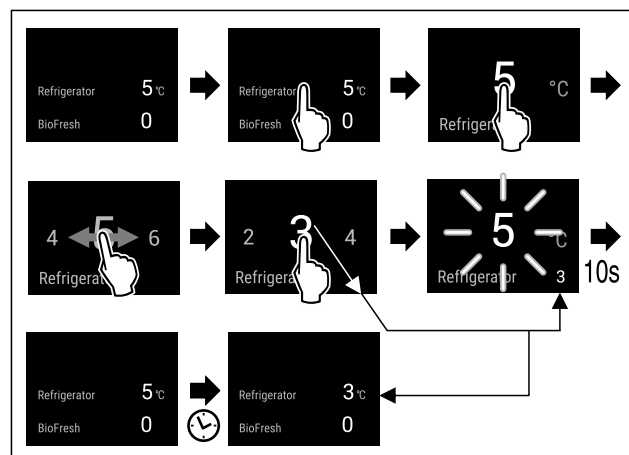 Refrigerator 5 °C
BioFresh 0
Refrigerator 5 °C
BioFresh 0
5 °C
Refriger
4 5 6
Refrigerat
2 3 4
Refrigera
5 °C
Refrigerator 3
10s
Refrigerator 5 °C
BioFresh 0
Refrigerator 3 °C
BioFresh 0